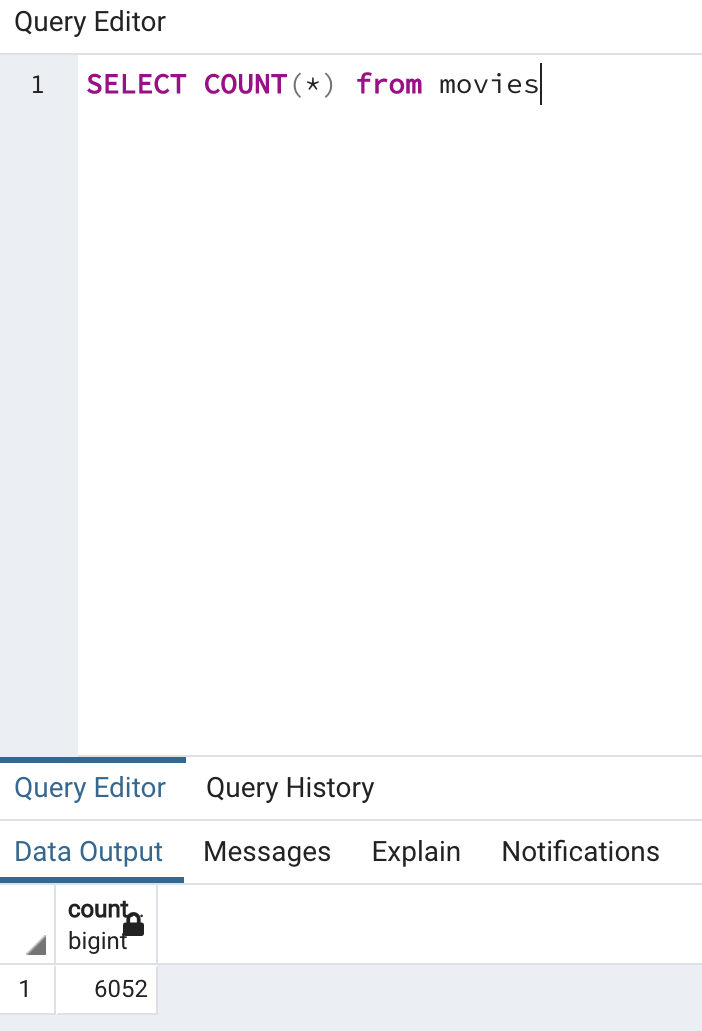 Query Editor
1 SELECT COUNT(*) from movies
Query Editor Query History
Data Output Messages Explain Notifications
count
bigint
1 6052